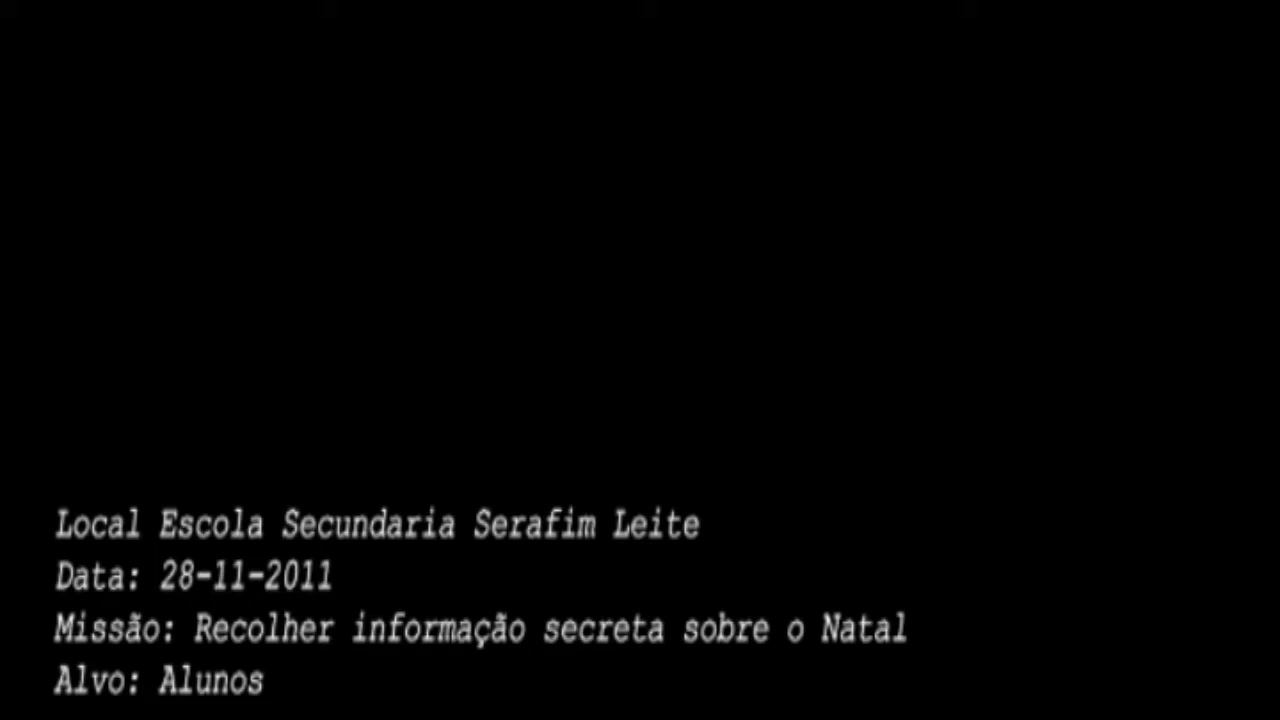 Local Escola Secundaria Serafim Leite
Data: 28-11-2011
Missão: Recolher informação secreta sobre o Natal
Alvo: Alunos